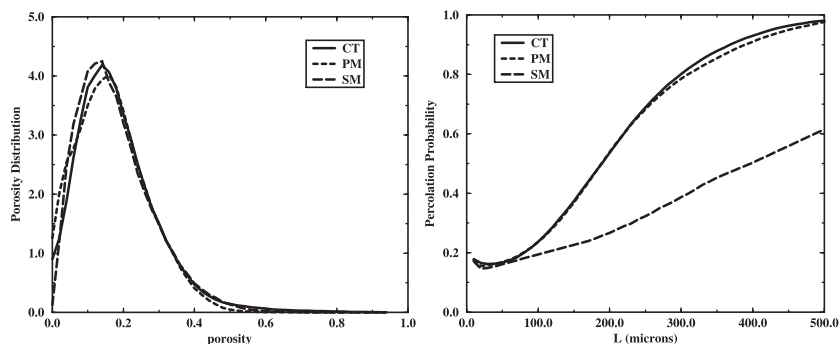 5.0
4.0
3.0
2.0
1.0
0.0
Porosity Distribution
CT
PM
SM
0.0 0.2 0.4 0.6 0.8 1.0
porosity
1.0
0.8
0.6
0.4
0.2
0.0
Percolation Probability
CT
PM
SM
0.0 100.0 200.0 300.0 400.0 500.0
L (microns)